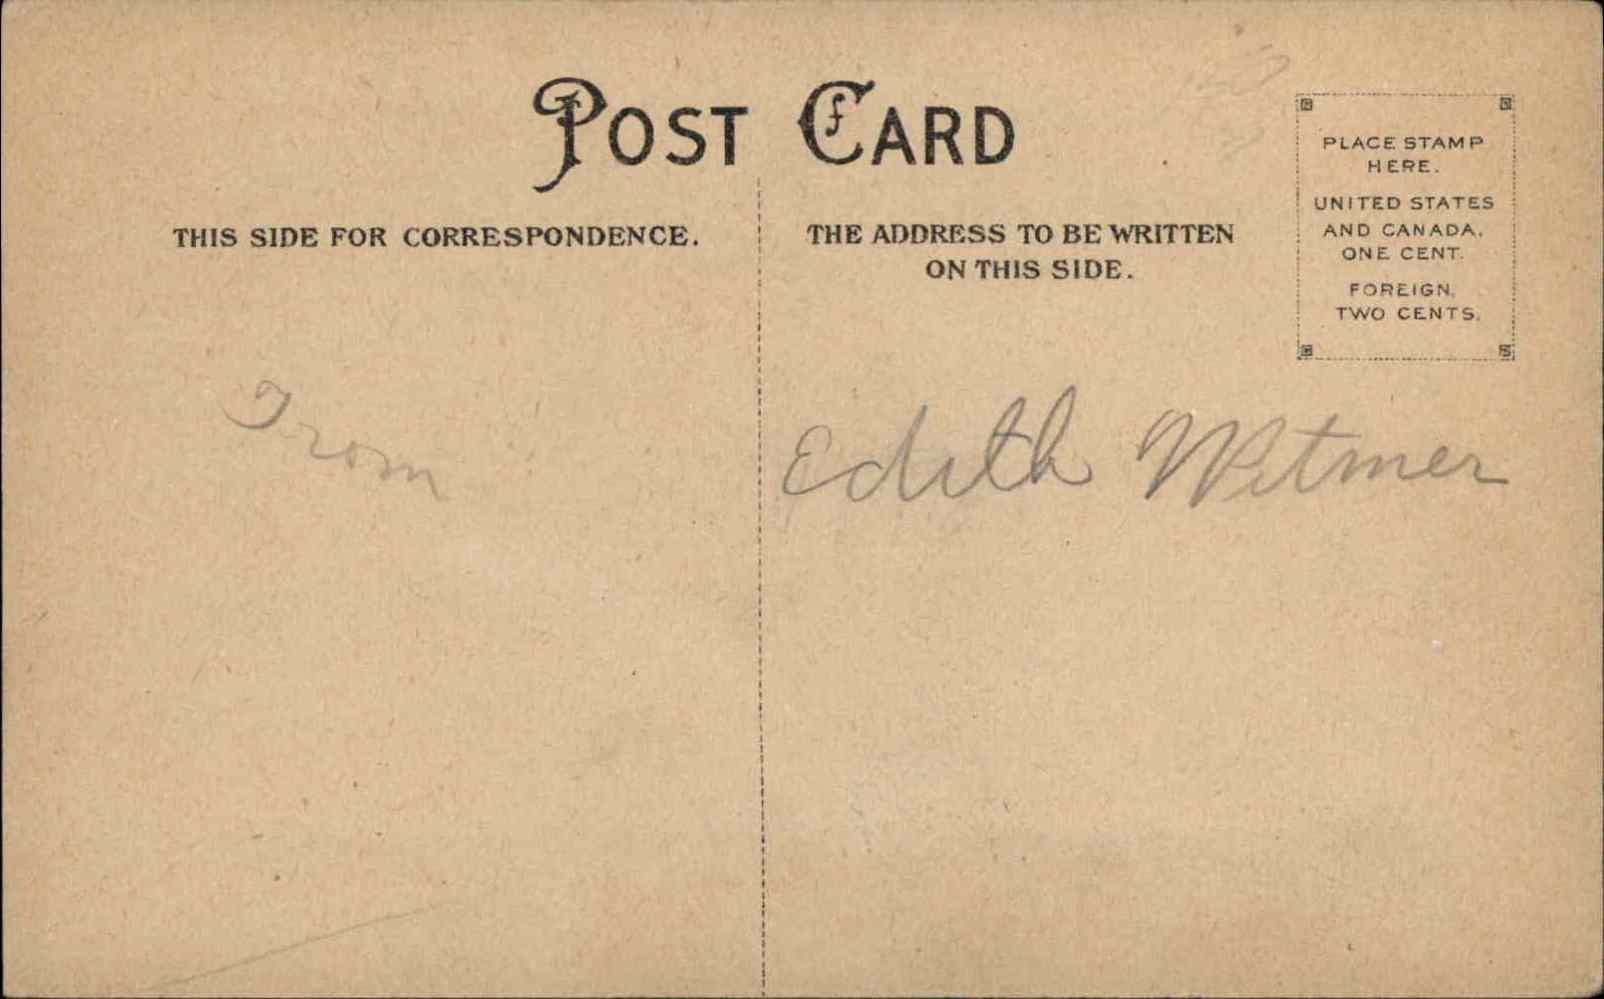 POST CARD
THIS SIDE FOR CORRESPONDENCE.
THE ADDRESS TO BE WRITTEN
ON THIS SIDE.
PLACE STAMP
HERE.
UNITED STATES
AND CANADA,
ONE CENT.
FOREIGN,
TWO CENTS.
From
Edith Witmer